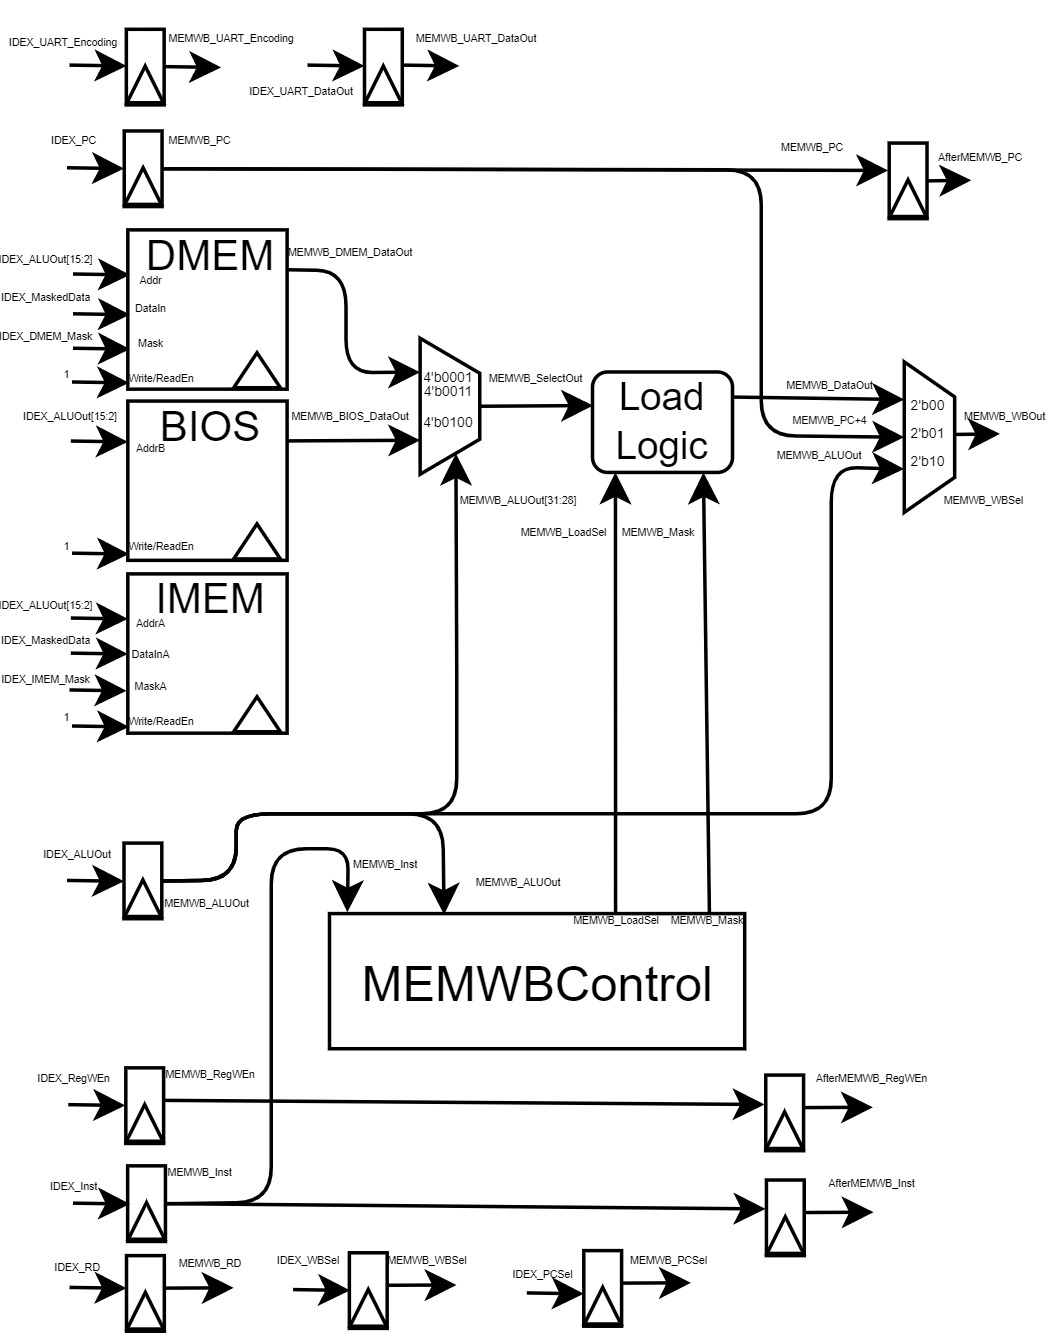 IDEX_UART_Encoding
MEMWB_UART_Encoding
MEMWB_UART_DataOut
IDEX_UART_DataOut
IDEX_PC
MEMWB_PC
MEMWB_PC
AfterMEMWB_PC
DMEM
MEMWB_DMEM_DataOut
IDEX_ALUOut[15:2]
Addr
IDEX_MaskedData
DataIn
IDEX_DMEM_Mask
Mask
1
Write/ReadEn
4'b0001
4'b0011
4'b0100
MEMWB_SelectOut
Load
Logic
MEMWB_DataOut
2'b00
MEMWB_PC+4
2'b01
MEMWB_WBOut
MEMWB_ALUOut
2'b10
MEMWB_WBSel
IDEX_ALUOut[15:2]
BIOS
MEMWB_BIOS_DataOut
AddrB
MEMWB_ALUOut[31:28]
MEMWB_LoadSel
MEMWB_Mask
1
Write/ReadEn
IMEM
IDEX_ALUOut[15:2]
AddrA
IDEX_MaskedData
DataInA
IDEX_IMEM_Mask
MaskA
1
Write/ReadEn
IDEX_ALUOut
MEMWB_ALUOut
MEMWB_Inst
MEMWB_ALUOut
MEMWB_LoadSel
MEMWB_Mask
MEMWBControl
IDEX_RegWEn
MEMWB_RegWEn
AfterMEMWB_RegWEn
IDEX_Inst
MEMWB_Inst
AfterMEMWB_Inst
IDEX_RD
MEMWB_RD
IDEX_WBSel
MEMWB_WBSel
IDEX_PCSel
MEMWB_PCSel